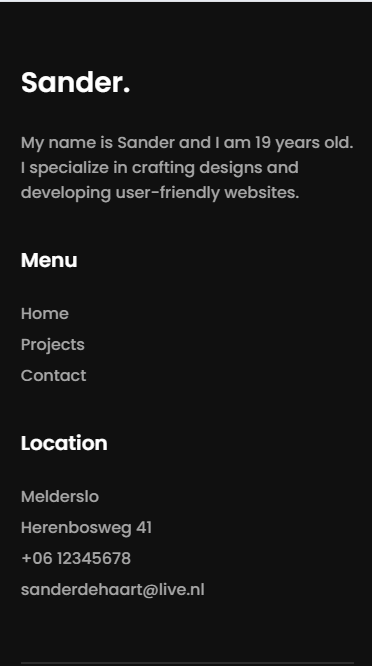 Sander.
My name is Sander and I am 19 years old.
I specialize in crafting designs and
developing user-friendly websites.
Menu
Home
Projects
Contact
Location
Melderslo
Herenbosweg 41
+06 12345678
sanderdehaart@live.nl